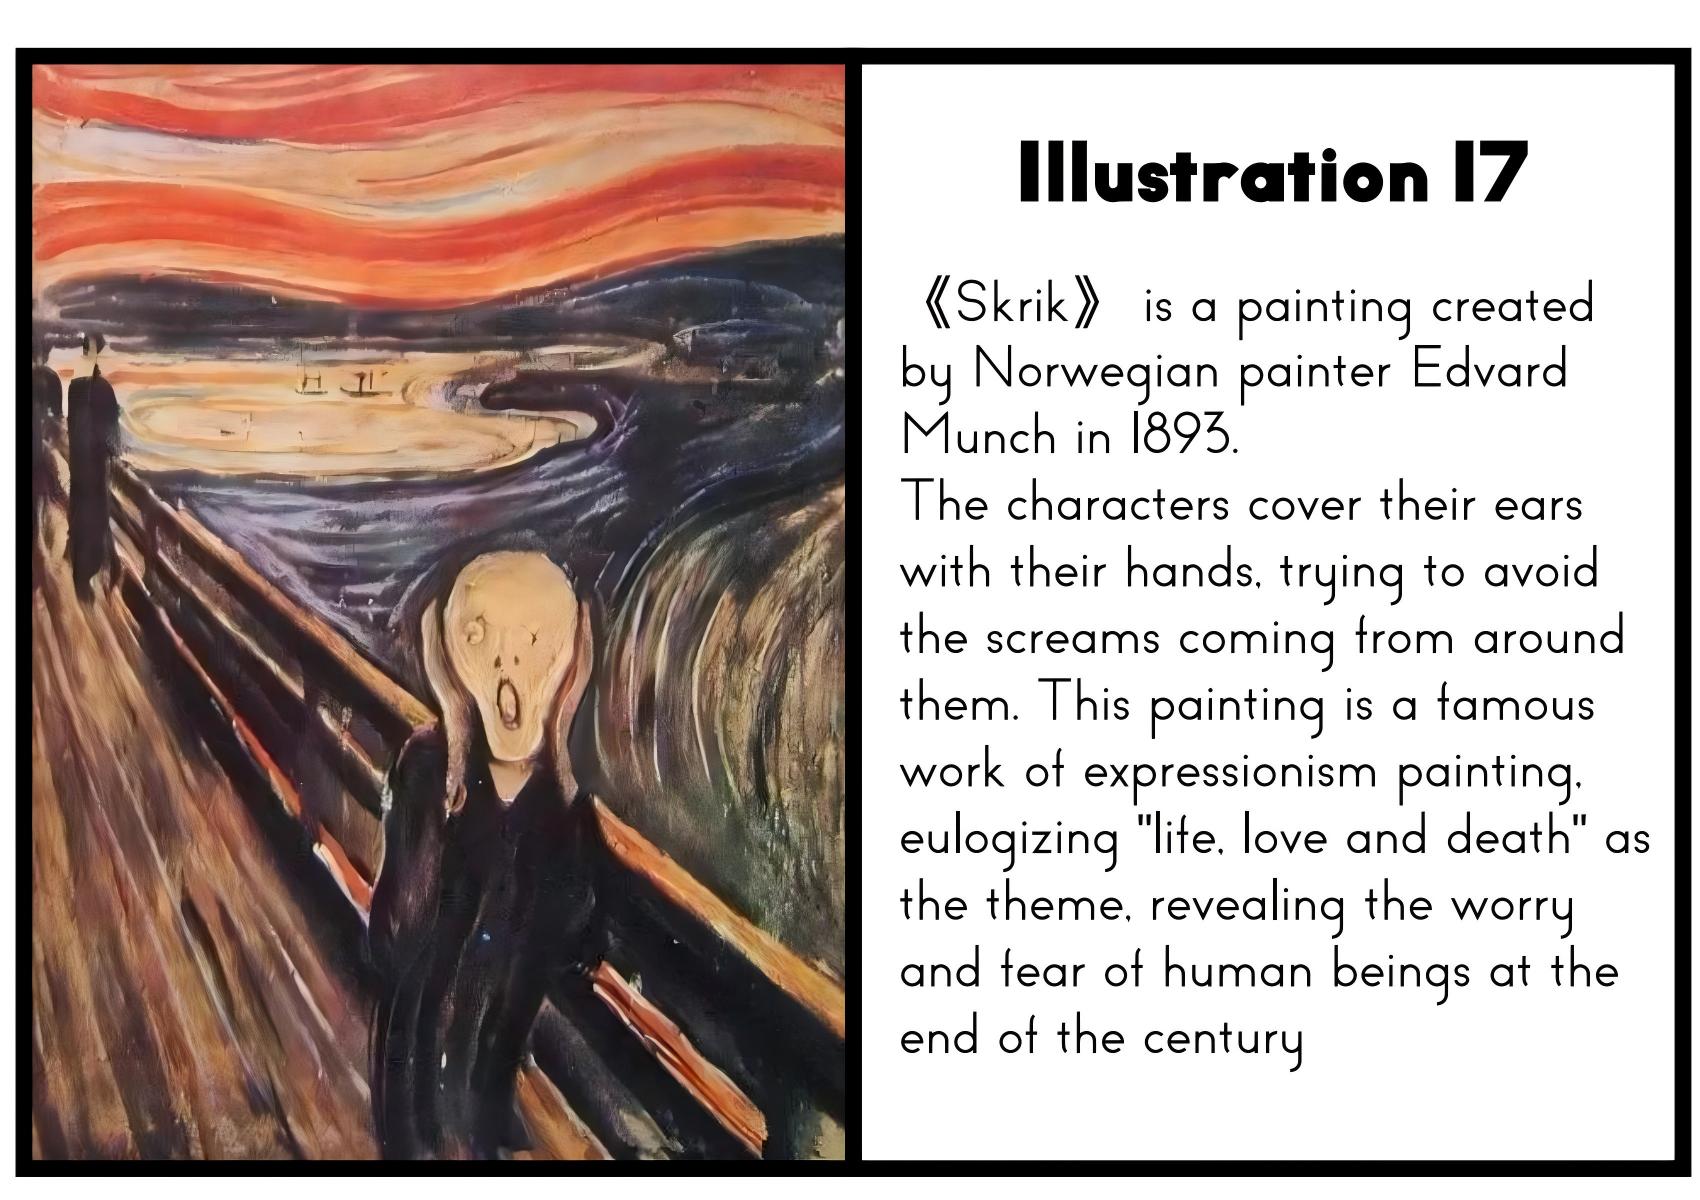 Illustration 17
《Skrik》 is a painting created
by Norwegian painter Edvard
Munch in 1893.
The characters cover their ears
with their hands, trying to avoid
the screams coming from around
them. This painting is a famous
work of expressionism painting,
eulogizing "life, love and death" as
the theme, revealing the worry
and fear of human beings at the
end of the century